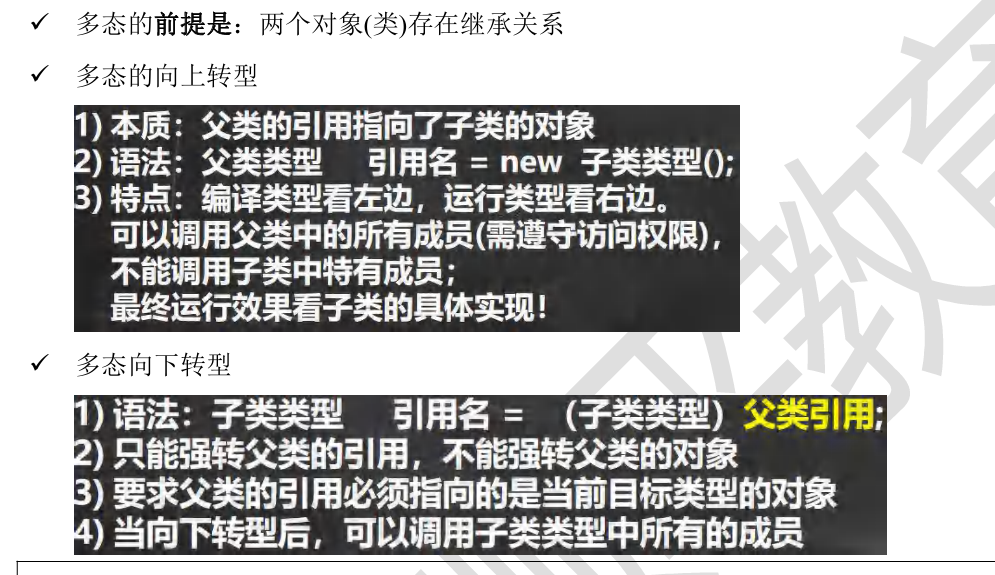 ✓ 多态的前提是：两个对象(类)存在继承关系
✓ 多态的向上转型
1) 本质：父类的引用指向了子类的对象
2) 语法：父类类型 引用名 = new 子类类型();
3) 特点：编译类型看左边，运行类型看右边。
可以调用父类中的所有成员(需遵守访问权限)，
不能调用子类中特有成员；
最终运行效果看子类的具体实现！
✓ 多态向下转型
1) 语法：子类类型 引用名 = （子类类型）父类引用;
2) 只能强转父类的引用，不能强转父类的对象
3) 要求父类的引用必须指向的是当前目标类型的对象
4) 当向下转型后，可以调用子类类型中所有的成员